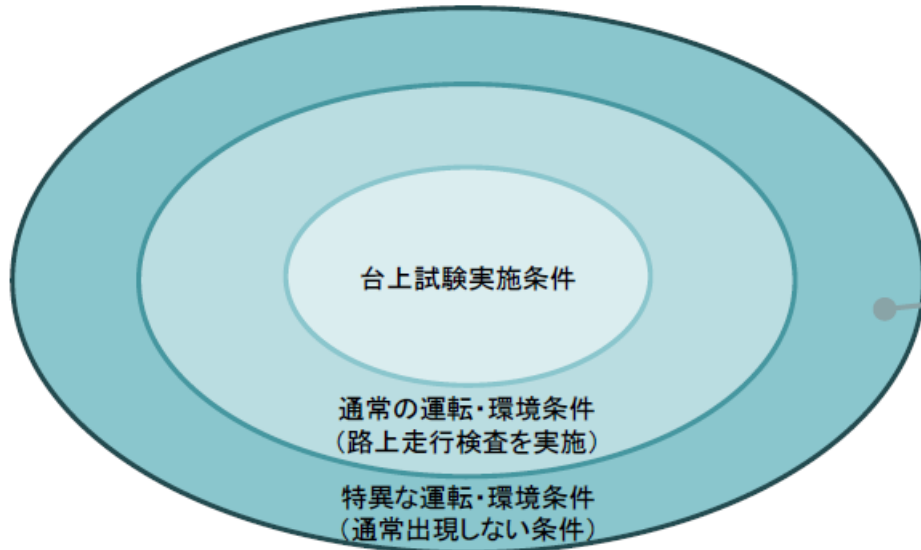 台上試験実施条件
通常の運転・環境条件
（路上走行検査を実施）
特異な運転・環境条件
（通常出現しない条件）